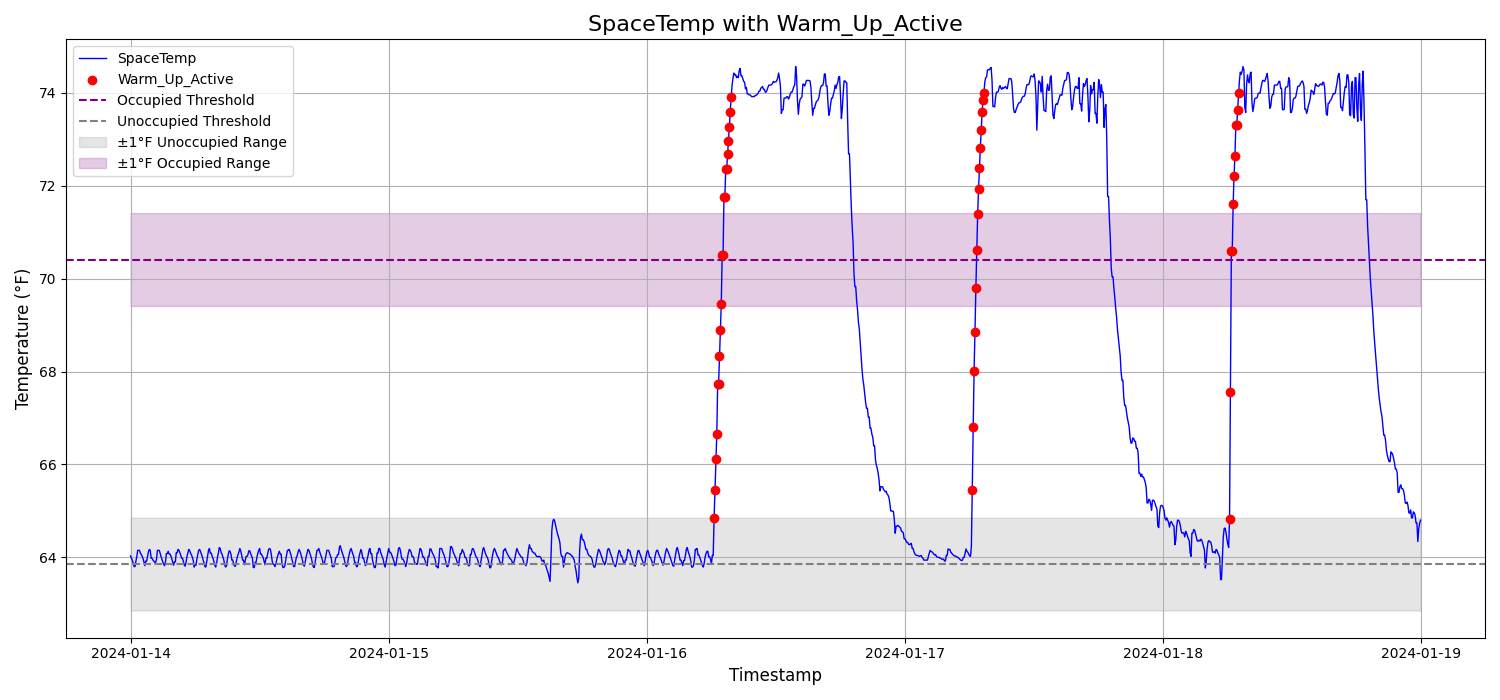 SpaceTemp with Warm_Up_Active
SpaceTemp
Warm_Up_Active
Occupied Threshold
Unoccupied Threshold
±1°F Unoccupied Range
±1°F Occupied Range
Temperature (°F)
74
72
70
68
66
64
2024-01-14
2024-01-15
2024-01-16
2024-01-17
2024-01-18
2024-01-19
Timestamp